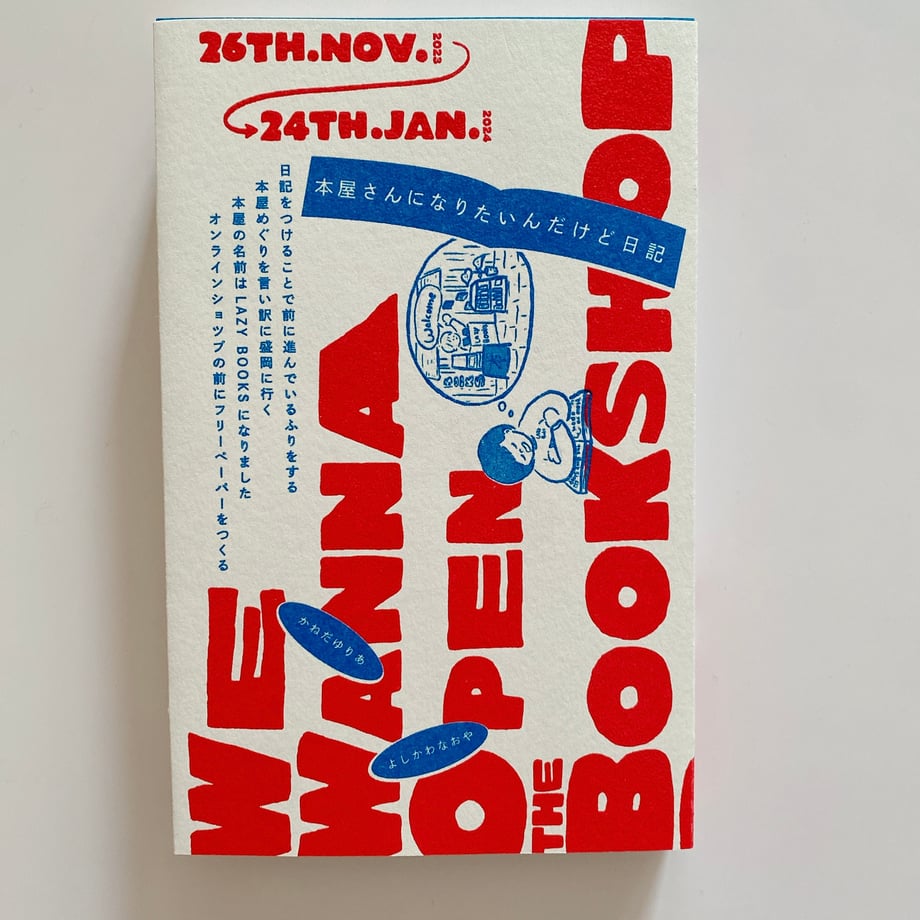 26TH.NOV. 2023
24TH.JAN. 2024
本屋さんになりたいんだけど日記
日記をつけることで前に進んでいるふりをする
本屋めぐりを言い訳に盛岡に行く
本屋の名前は LAZY BOOKS になりました
オンラインショップの前にフリーペーパーをつくる
Welcome
本
WE
WANNA
OPEN
THE
BOOKSHOP
かねだゆりあ
よしかわなおや